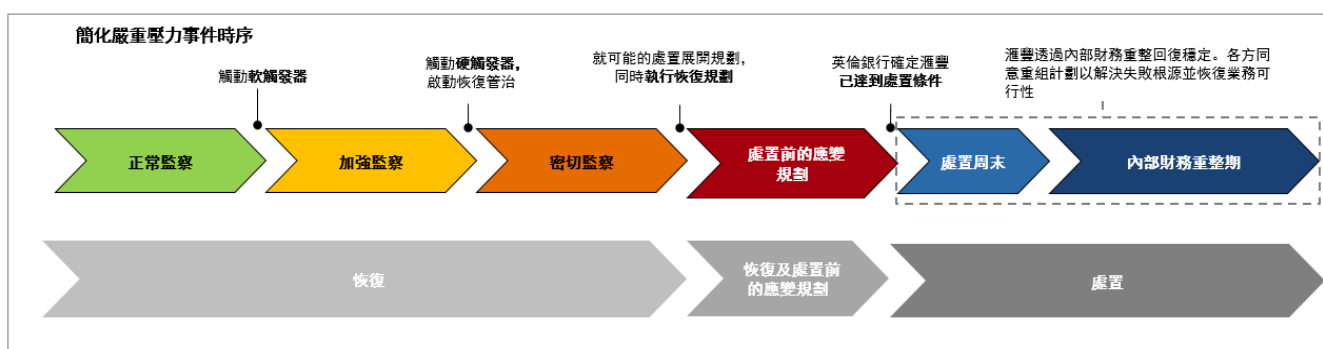 簡化嚴重壓力事件時序
觸動軟觸發器
觸動硬觸發器,
啟動恢復管治
就可能的處置展開規劃,
同時執行恢復規劃
英倫銀行確定滙豐
已達到處置條件
滙豐透過內部財務重整回復穩定。各方同
意重組計劃以解決失敗根源並恢復業務可
行性
正常監察
加強監察
密切監察
處置前的應變
規劃
處置周末
內部財務重整期
恢復
恢復及處置前
的應變規劃
處置